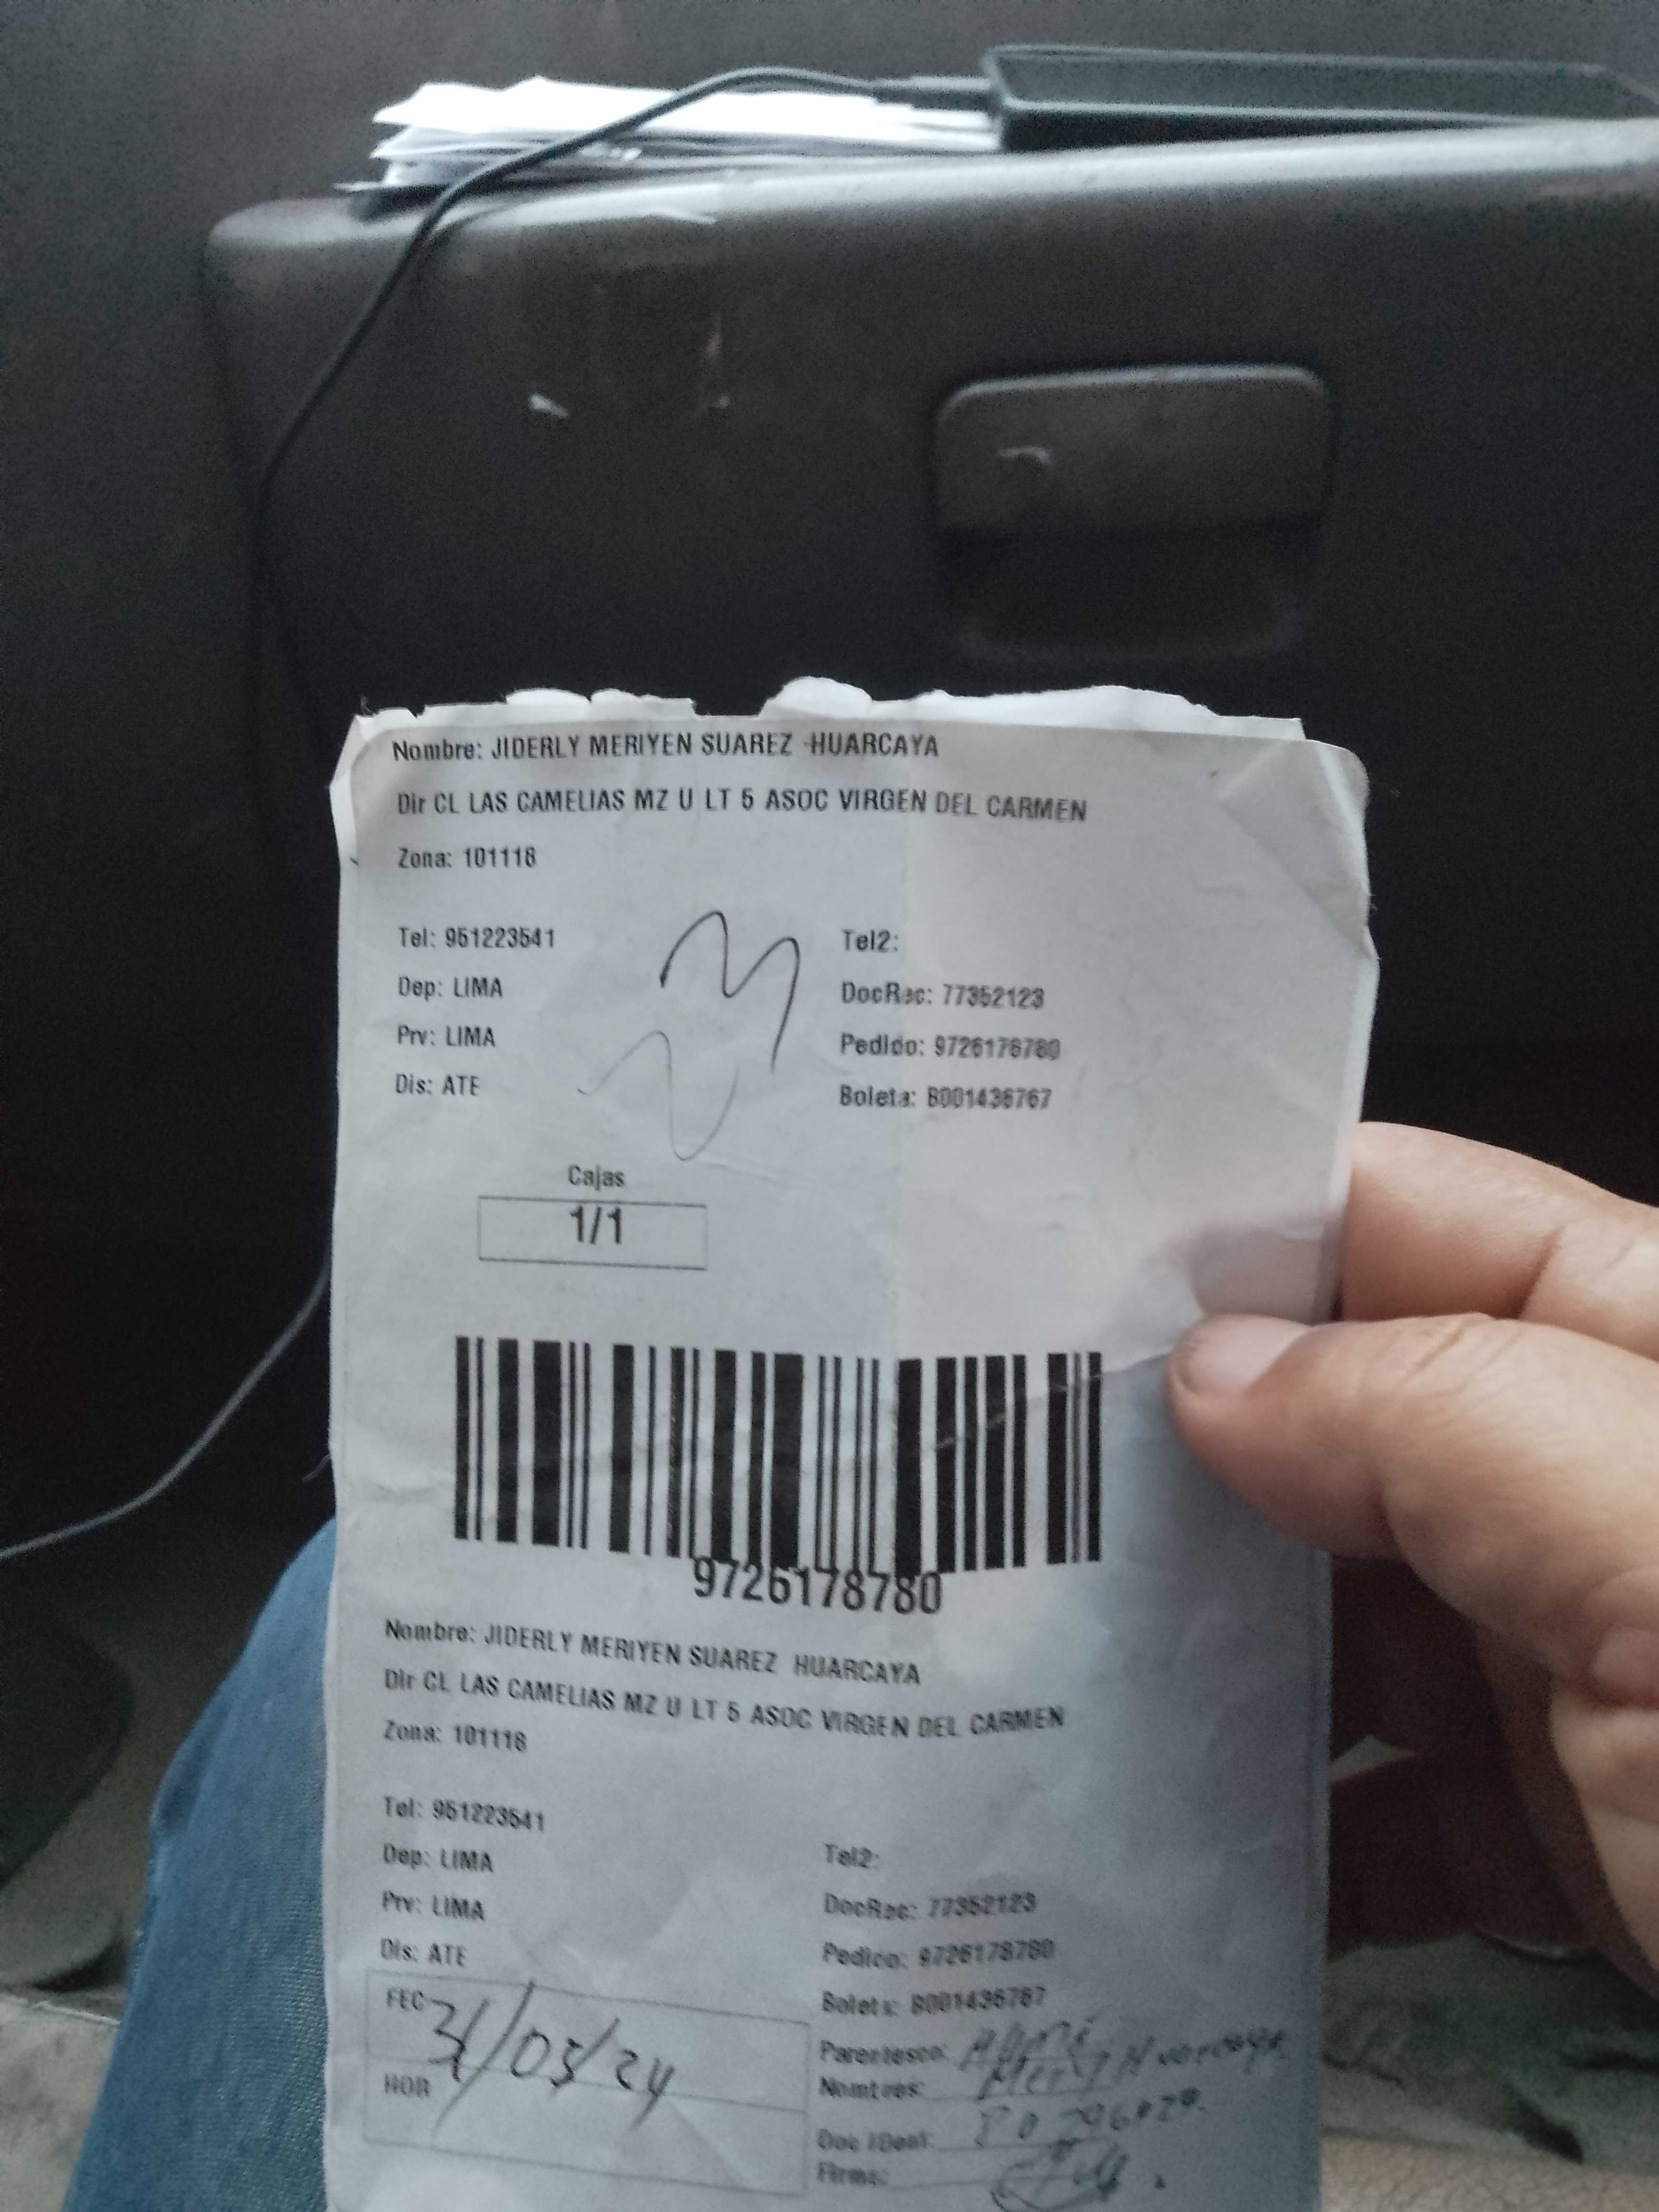 Nombre: JIDERLY MERIYEN SUAREZ HUARCAYA
Dir CL LAS CAMELIAS MZ U LT 5 ASOC VIRGEN DEL CARMEN
Zona: 101118
Tel: 951223541 Tel2:
Dep: LIMA DocRec: 77352123
Prv: LIMA Pedido: 9726178780
Dis: ATE Boleta: B001436767
Cajas
1/1
9726178780
Nombre: JIDERLY MERIYEN SUAREZ HUARCAYA
Dir CL LAS CAMELIAS MZ U LT 5 ASOC VIRGEN DEL CARMEN
Zona: 101118
Tel: 951223541
Dep: LIMA Tel2:
Prv: LIMA DocRec: 77352123
Dis: ATE Pedido: 9726178780
Boleta: B001436767
FEC 31/05/24
Parentesco:
HOR
Nombres:
Doc IDent:
Firma: